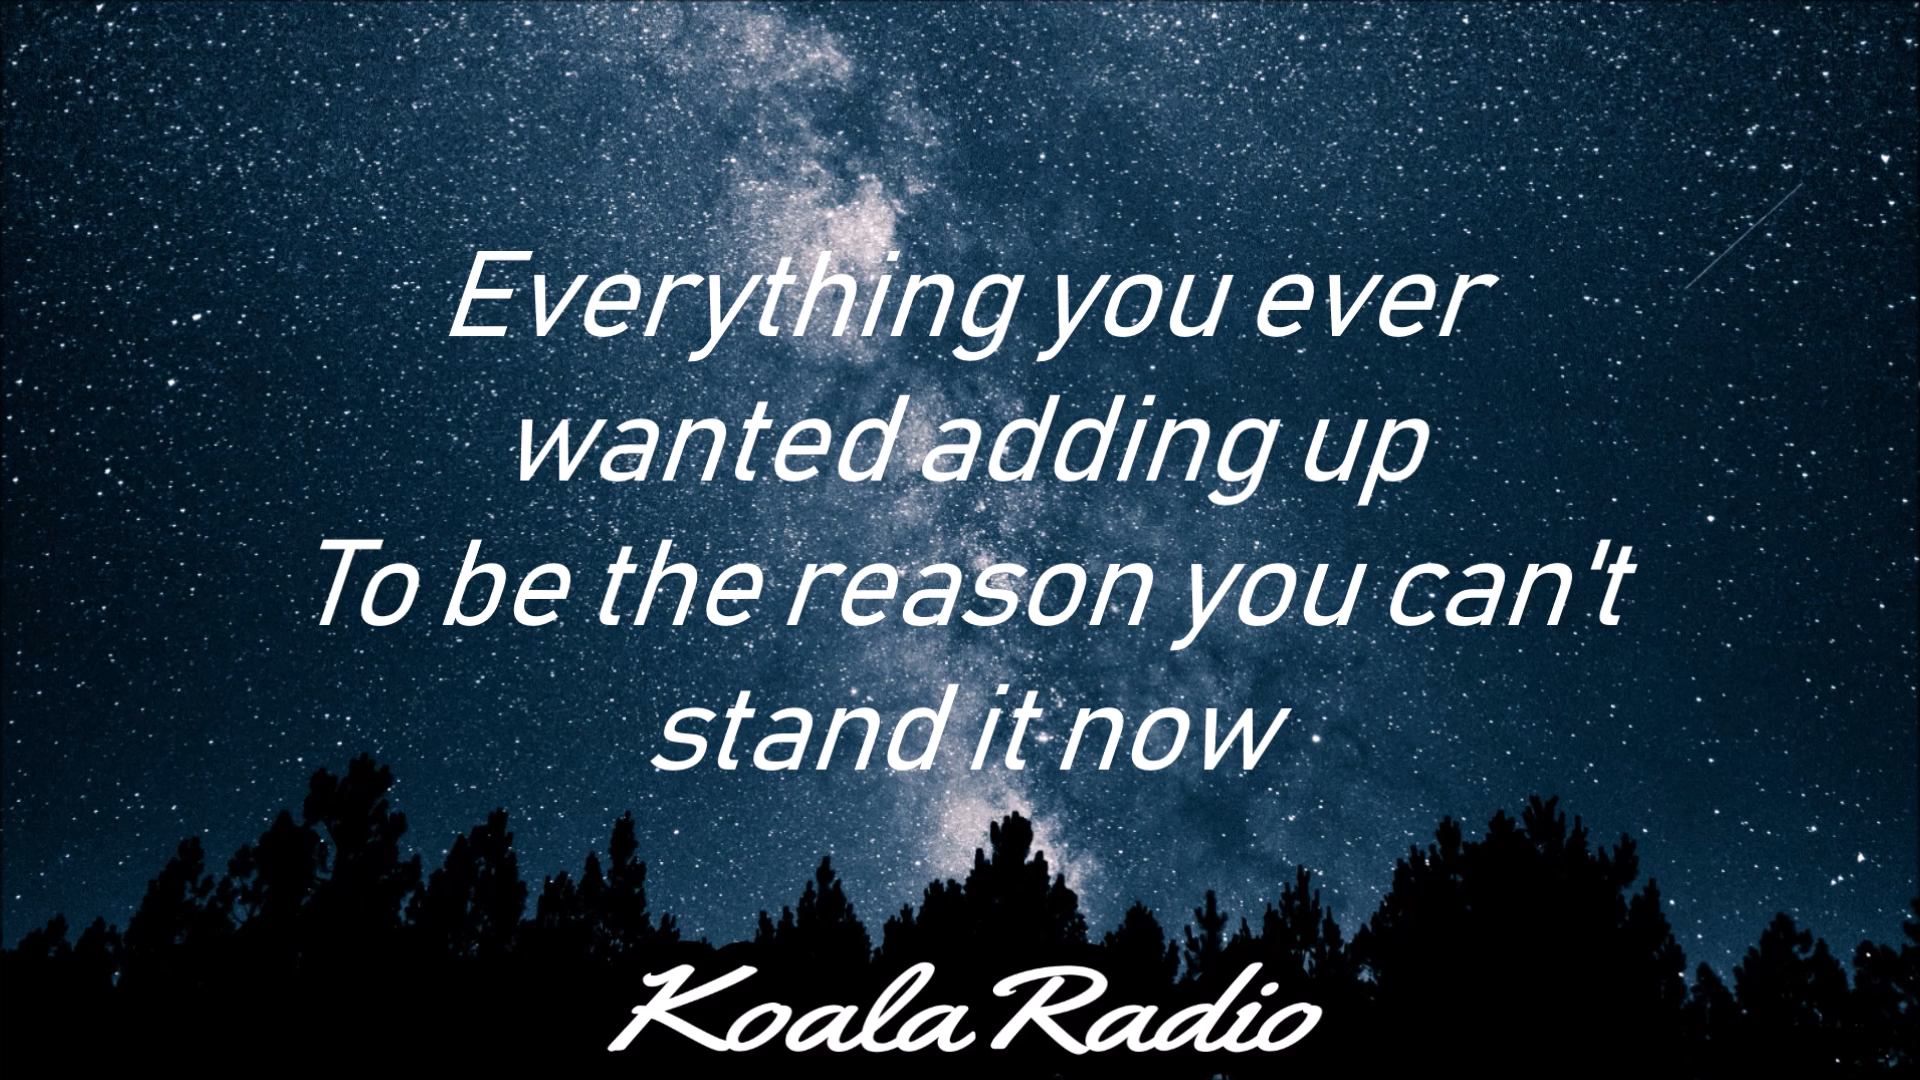 Everything you ever
wanted adding up
To be the reason you can't
stand it now
Koala Radio